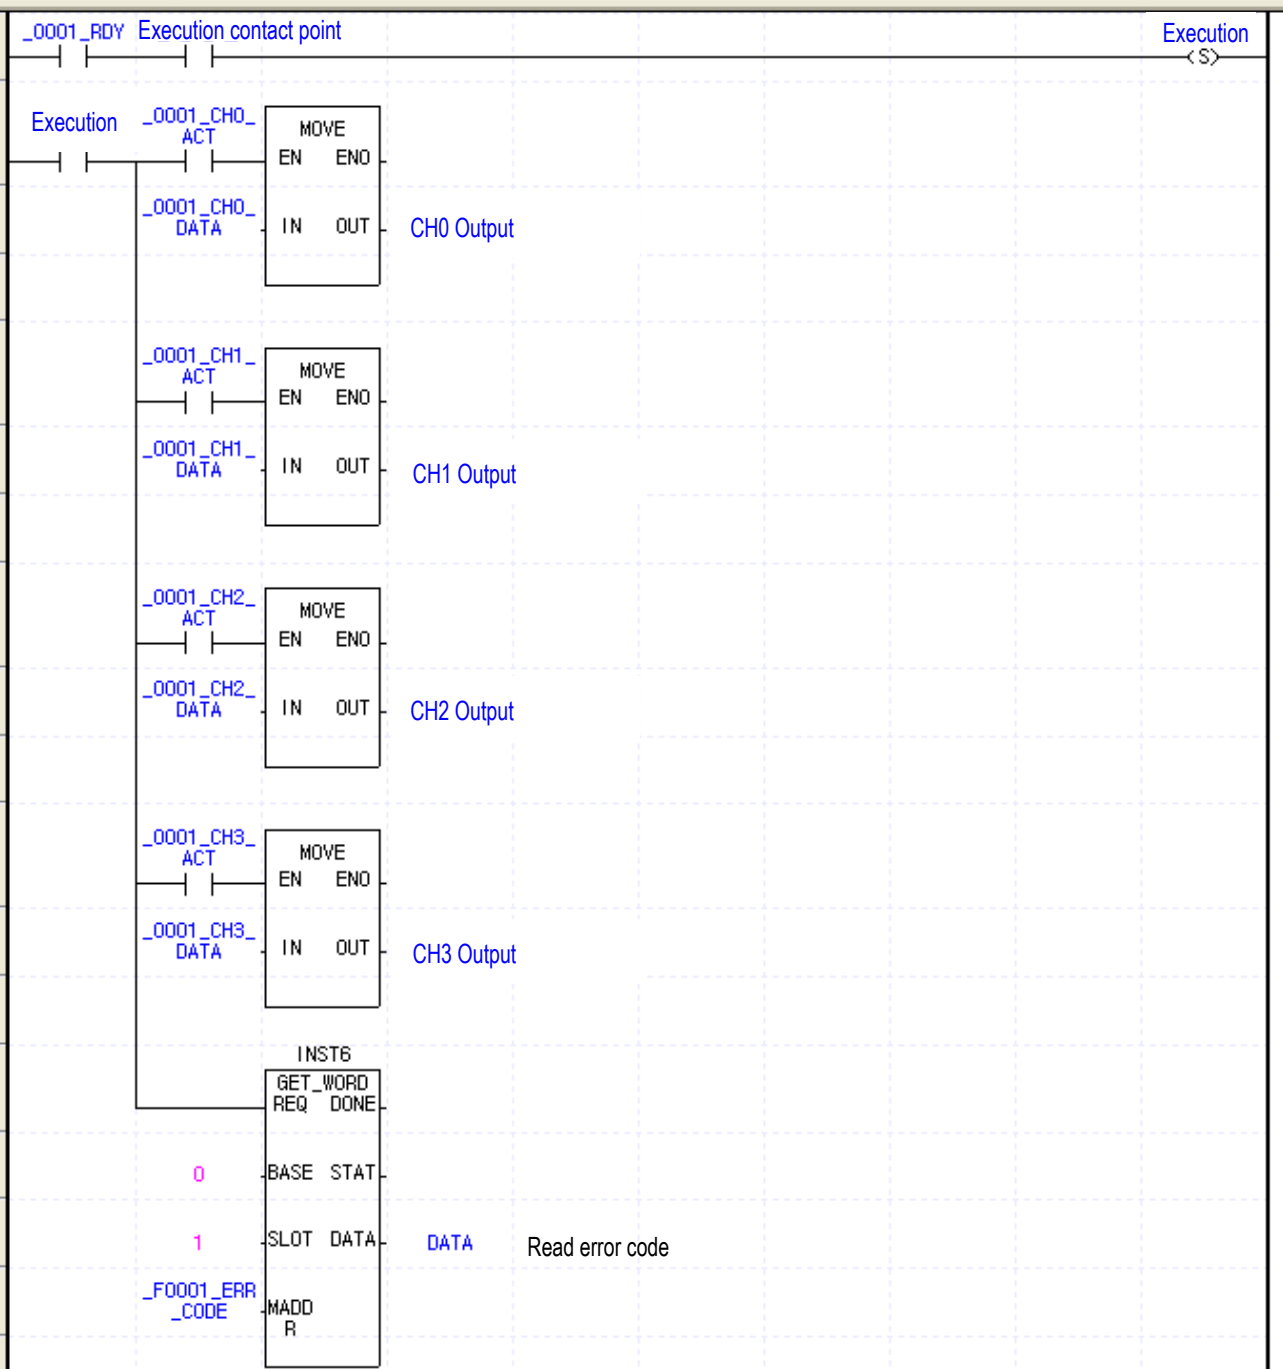 _0001_RDY Execution contact point Execution
(S)
Execution _0001_CH0_
ACT
MOVE
EN ENO
_0001_CH0_
DATA
IN OUT CH0 Output
_0001_CH1_
ACT
MOVE
EN ENO
_0001_CH1_
DATA
IN OUT CH1 Output
_0001_CH2_
ACT
MOVE
EN ENO
_0001_CH2_
DATA
IN OUT CH2 Output
_0001_CH3_
ACT
MOVE
EN ENO
_0001_CH3_
DATA
IN OUT CH3 Output
INST6
GET_WORD
REQ DONE
0 BASE STAT
1 SLOT DATA DATA Read error code
_F0001_ERR
_CODE
MADD
R